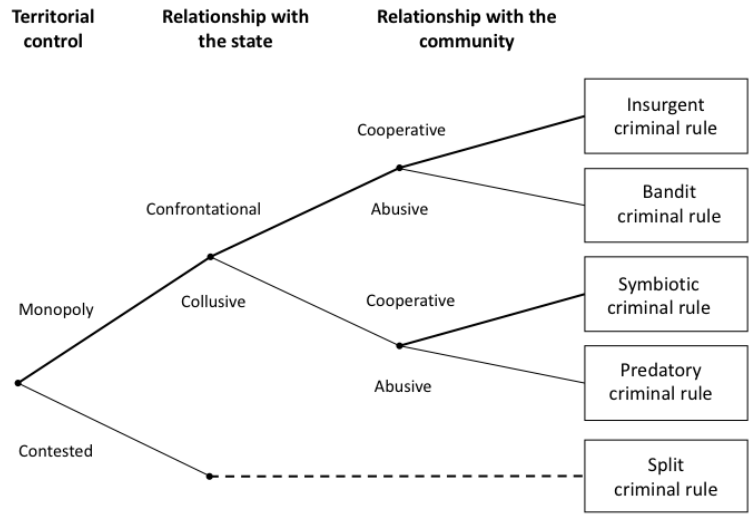 Territorial
control
Relationship with
the state
Relationship with the
community
Cooperative
Insurgent
criminal rule
Confrontational
Abusive
Bandit
criminal rule
Monopoly
Collusive
Cooperative
Symbiotic
criminal rule
Abusive
Predatory
criminal rule
Contested
Split
criminal rule